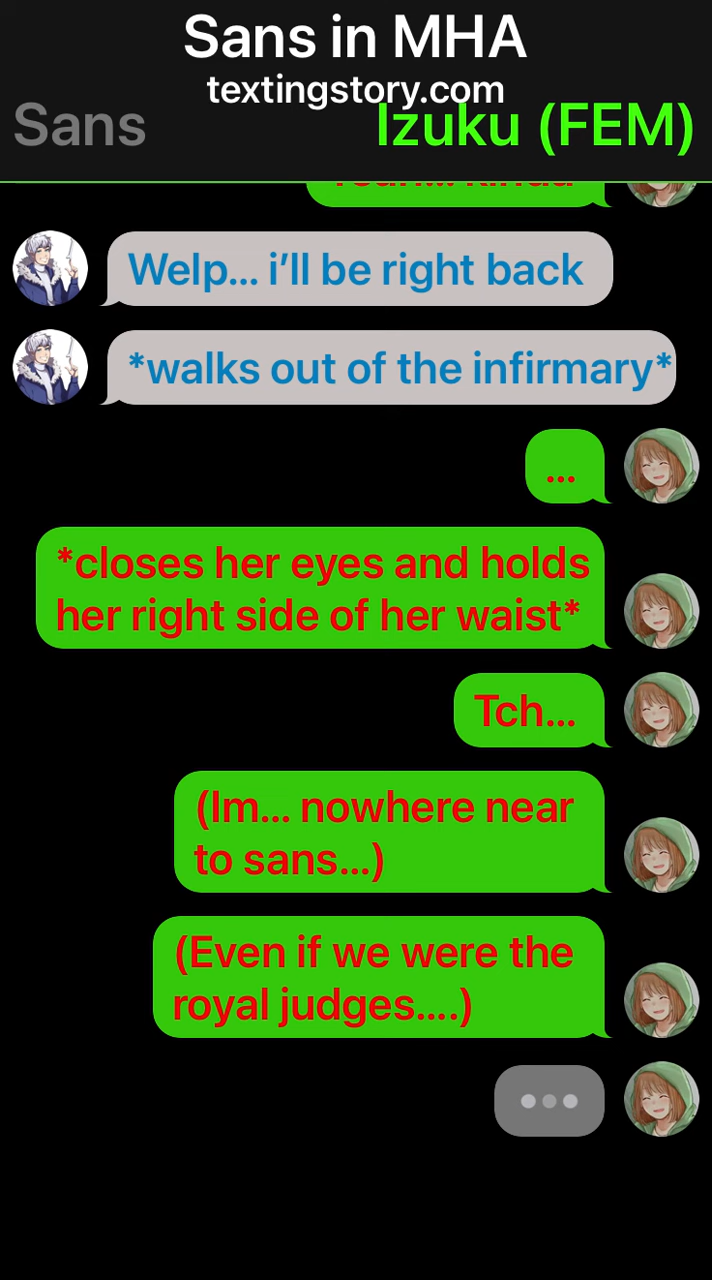 Sans in MHA
textingstory.com
Sans
Izuku (FEM)
Welp... i'll be right back
*walks out of the infirmary*
...
*closes her eyes and holds
her right side of her waist*
Tch...
(Im... nowhere near
to sans...)
(Even if we were the
royal judges....)